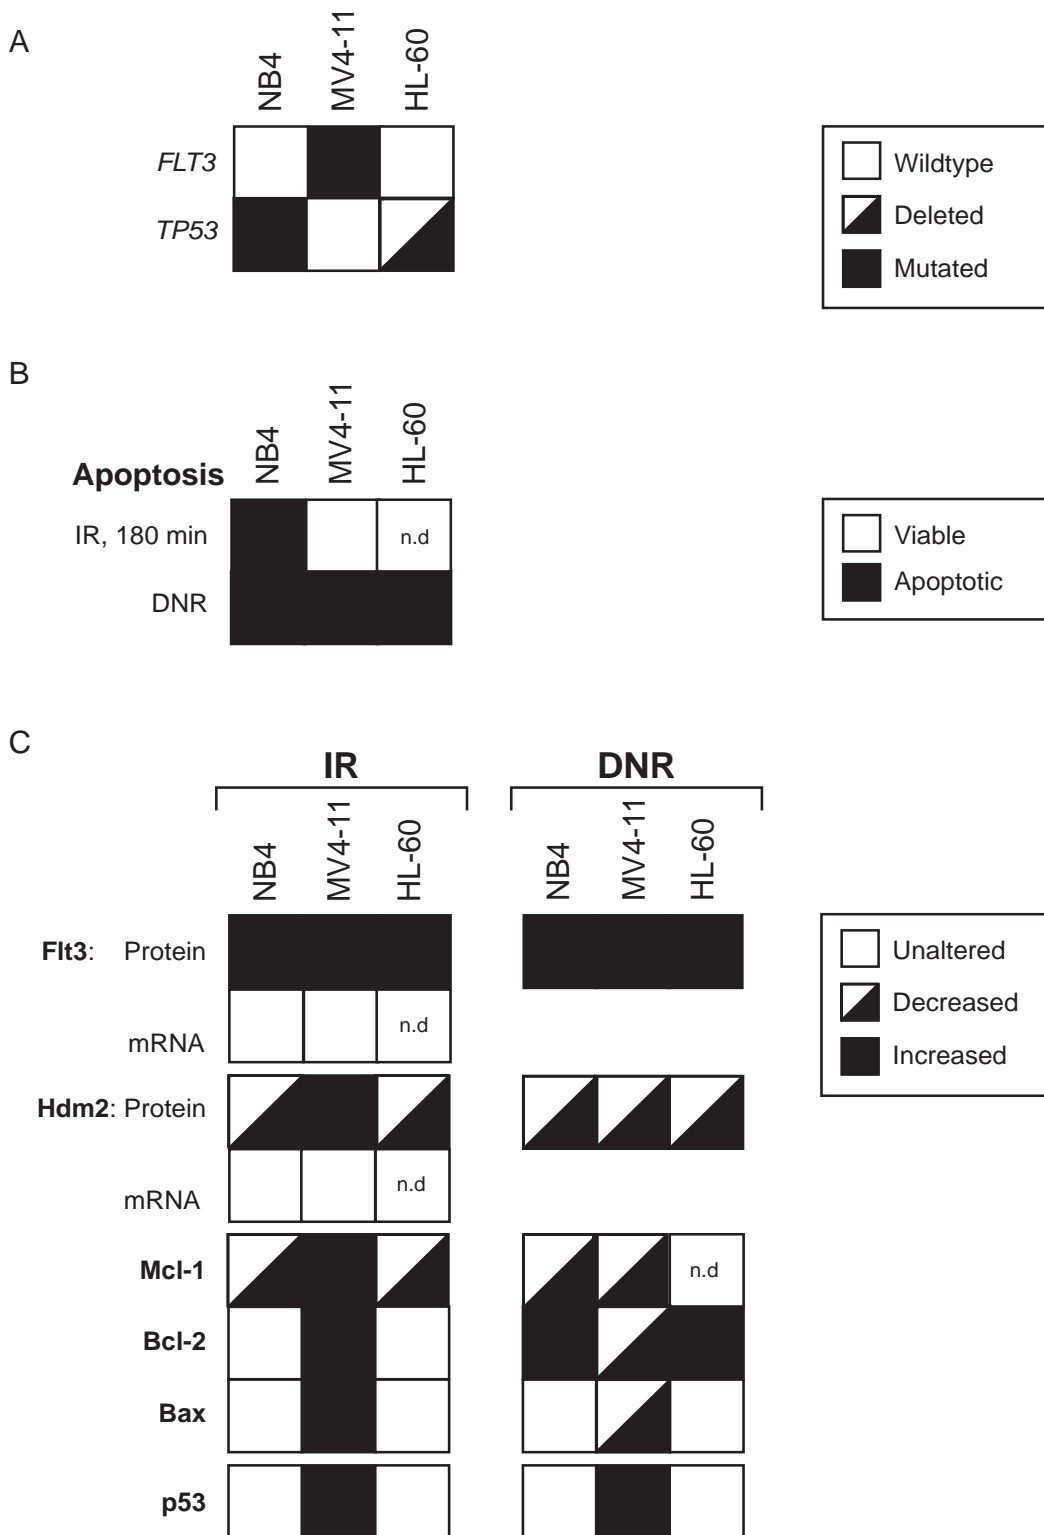 A
NB4 MV4-11 HL-60
FLT3
TP53
Wildtype
Deleted
Mutated
B
NB4 MV4-11 HL-60
Apoptosis
IR, 180 min n.d
DNR
Viable
Apoptotic
C
IR DNR
NB4 MV4-11 HL-60 NB4 MV4-11 HL-60
Flt3: Protein
mRNA n.d
Hdm2: Protein
mRNA n.d
Mcl-1 n.d
Bcl-2
Bax
p53
Unaltered
Decreased
Increased